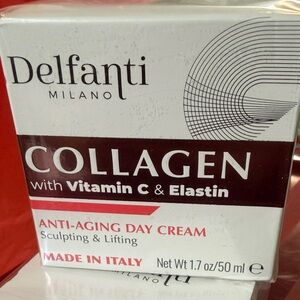 Delfanti
MILANO
COLLAGEN
with Vitamin C & Elastin
ANTI-AGING DAY CREAM
Sculpting & Lifting
MADE IN ITALY Net Wt 1.7 oz/50 ml ℮
MILANO